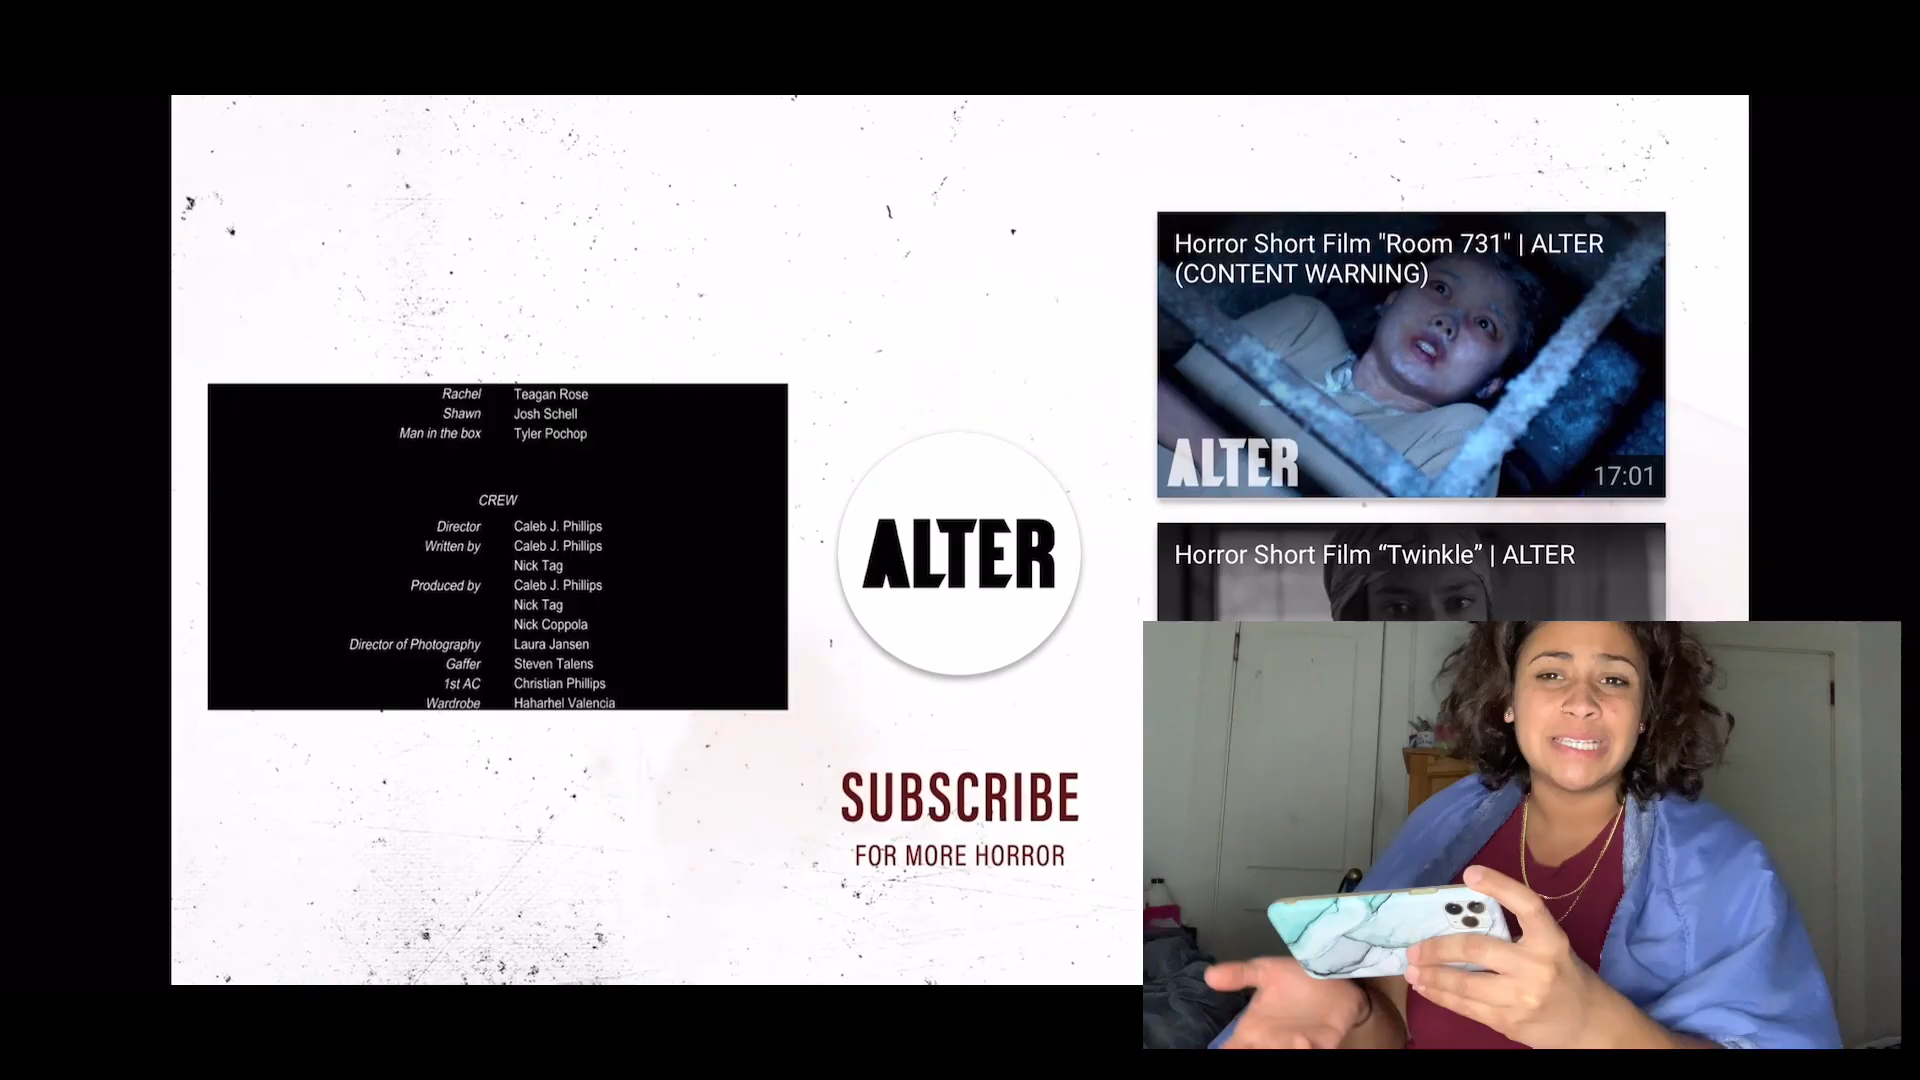 Rachel Teagan Rose
Shawn Josh Schell
Man in the box Tyler Pochop
CREW
Director Caleb J. Phillips
Written by Caleb J. Phillips
Nick Tag
Produced by Caleb J. Phillips
Nick Tag
Nick Coppola
Director of Photography Laura Jansen
Gaffer Steven Talens
1st AC Christian Phillips
Wardrobe Haharhel Valencia
ALTER
SUBSCRIBE
FOR MORE HORROR
Horror Short Film "Room 731" | ALTER
(CONTENT WARNING)
ALTER
17:01
Horror Short Film “Twinkle” | ALTER